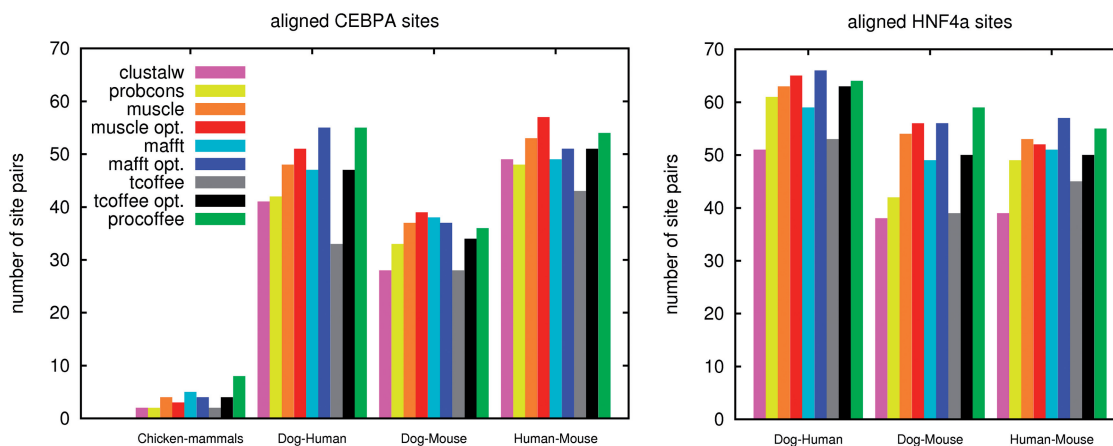 aligned CEBPA sites
number of site pairs
70
60
50
40
30
20
10
0
clustalw
probcons
muscle
muscle opt.
mafft
mafft opt.
tcoffee
tcoffee opt.
procoffee
Chicken-mammals Dog-Human Dog-Mouse Human-Mouse
aligned HNF4a sites
number of site pairs
70
60
50
40
30
20
10
0
Dog-Human Dog-Mouse Human-Mouse